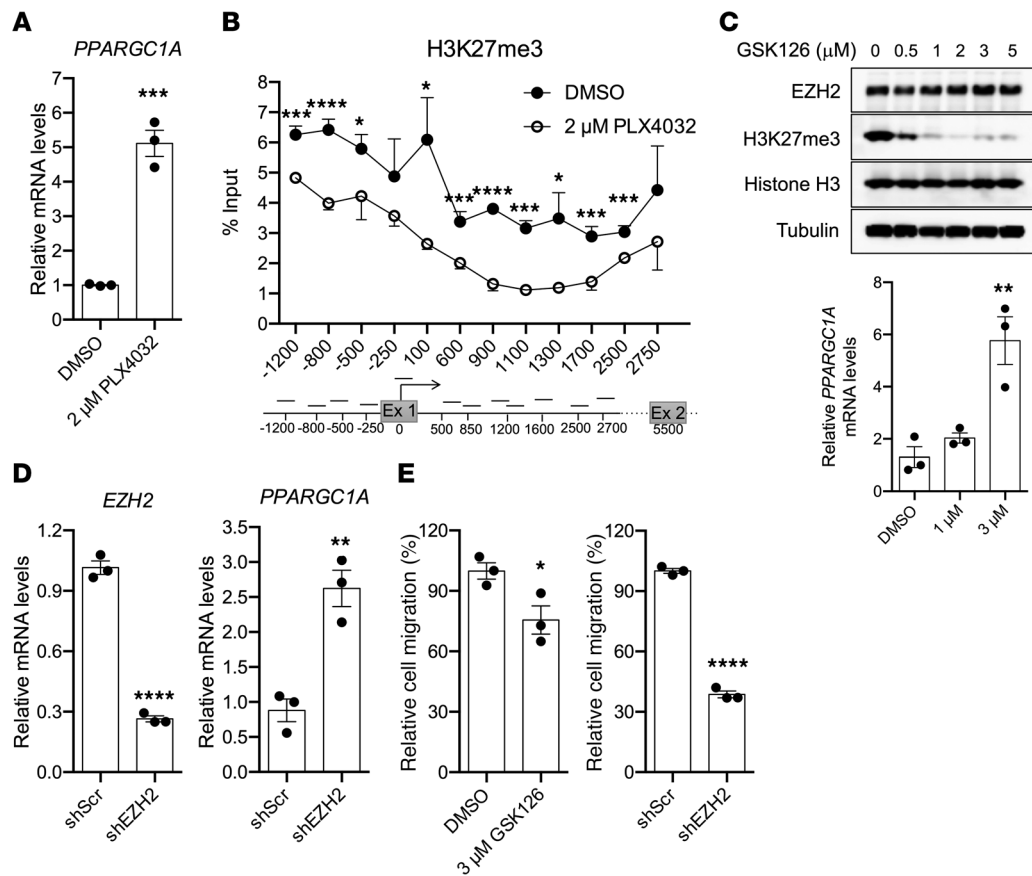 A
PPARGC1A
Relative mRNA levels
7
6
5
4
3
2
1
0
***
DMSO
2 µM PLX4032
B
H3K27me3
% Input
8
7
6
5
4
3
2
1
0
*** **** * * *** **** *** * *** ***
DMSO
2 µM PLX4032
-1200 -800 -500 -250 100 600 900 1100 1300 1700 2500 2750
Ex 1 Ex 2
-1200 -800 -500 -250 0 500 850 1200 1600 2500 2700 5500
C
GSK126 (µM) 0 0.5 1 2 3 5
EZH2
H3K27me3
Histone H3
Tubulin
Relative PPARGC1A
mRNA levels
8
6
4
2
0
**
DMSO
1 µM
3 µM
D
EZH2
Relative mRNA levels
1.2
0.9
0.6
0.3
0.0
****
shScr
shEZH2
PPARGC1A
Relative mRNA levels
3.5
3.0
2.5
2.0
1.5
1.0
0.5
0.0
**
shScr
shEZH2
E
Relative cell migration (%)
120
90
60
30
0
*
DMSO
3 µM GSK126
Relative cell migration (%)
120
90
60
30
0
****
shScr
shEZH2